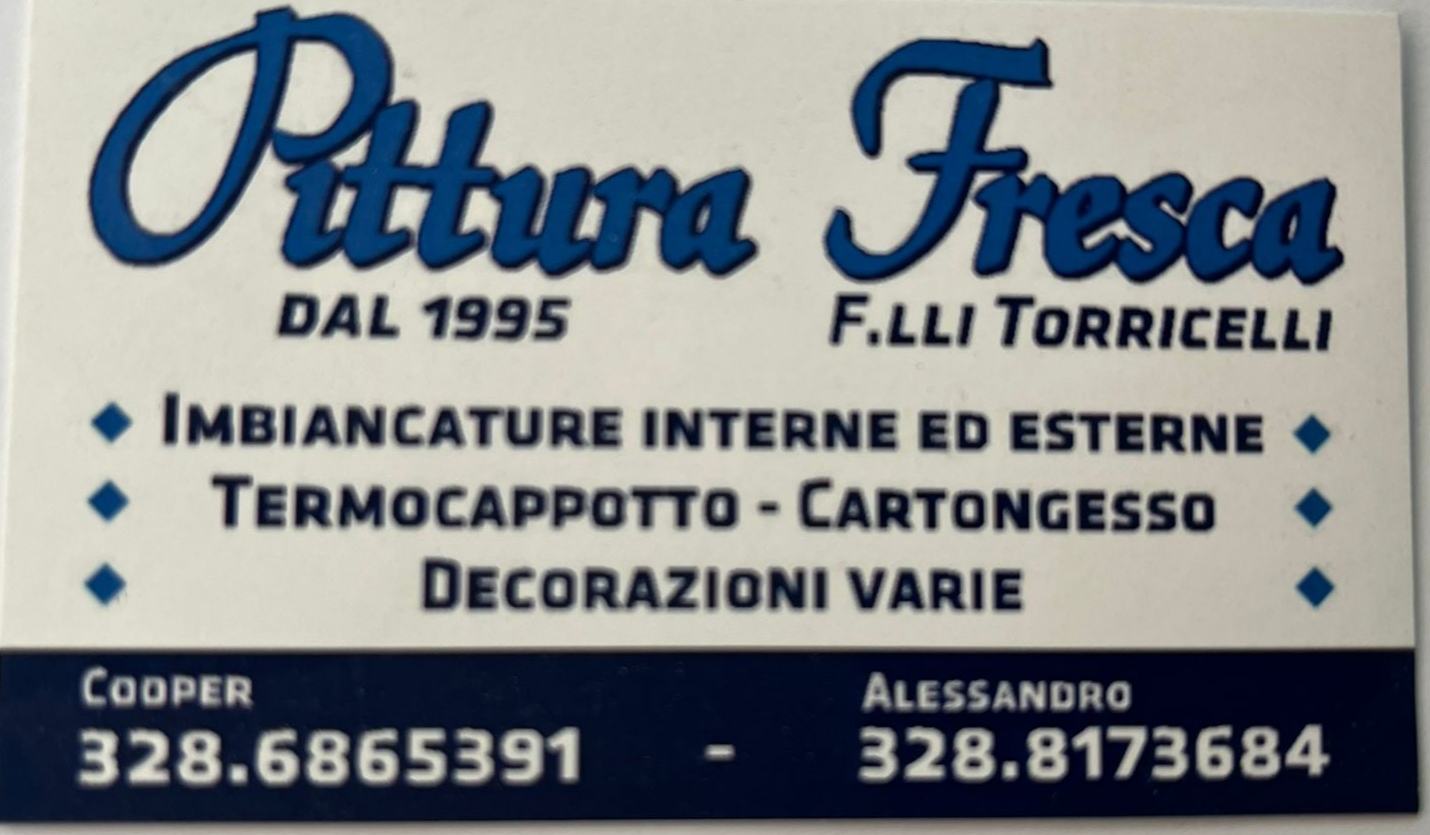 Pittura Fresca
DAL 1995 F.LLI TORRICELLI
IMBIANCATURE INTERNE ED ESTERNE
TERMOCAPPOTTO - CARTONGESSO
DECORAZIONI VARIE
COOPER ALESSANDRO
328.6865391 - 328.8173684